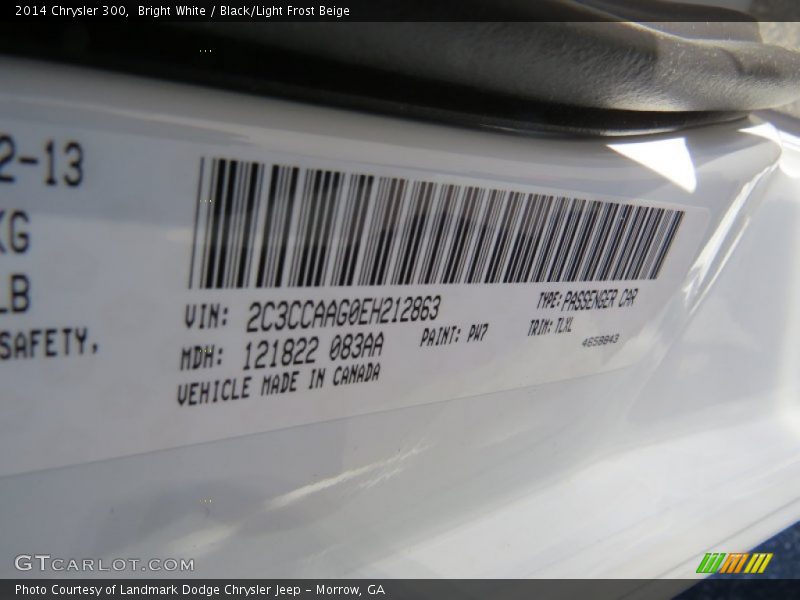 2014 Chrysler 300,  Bright White / Black/Light Frost Beige
2-13
KG
LB
SAFETY,
VIN: 2C3CCAAG0EH212863
TYPE: PASSENGER CAR
MDH: 121822 083AA
PAINT: PW7
TRIM: TLXL
4658843
VEHICLE MADE IN CANADA
GTCARLOT.COM
Photo Courtesy of Landmark Dodge Chrysler Jeep - Morrow, GA